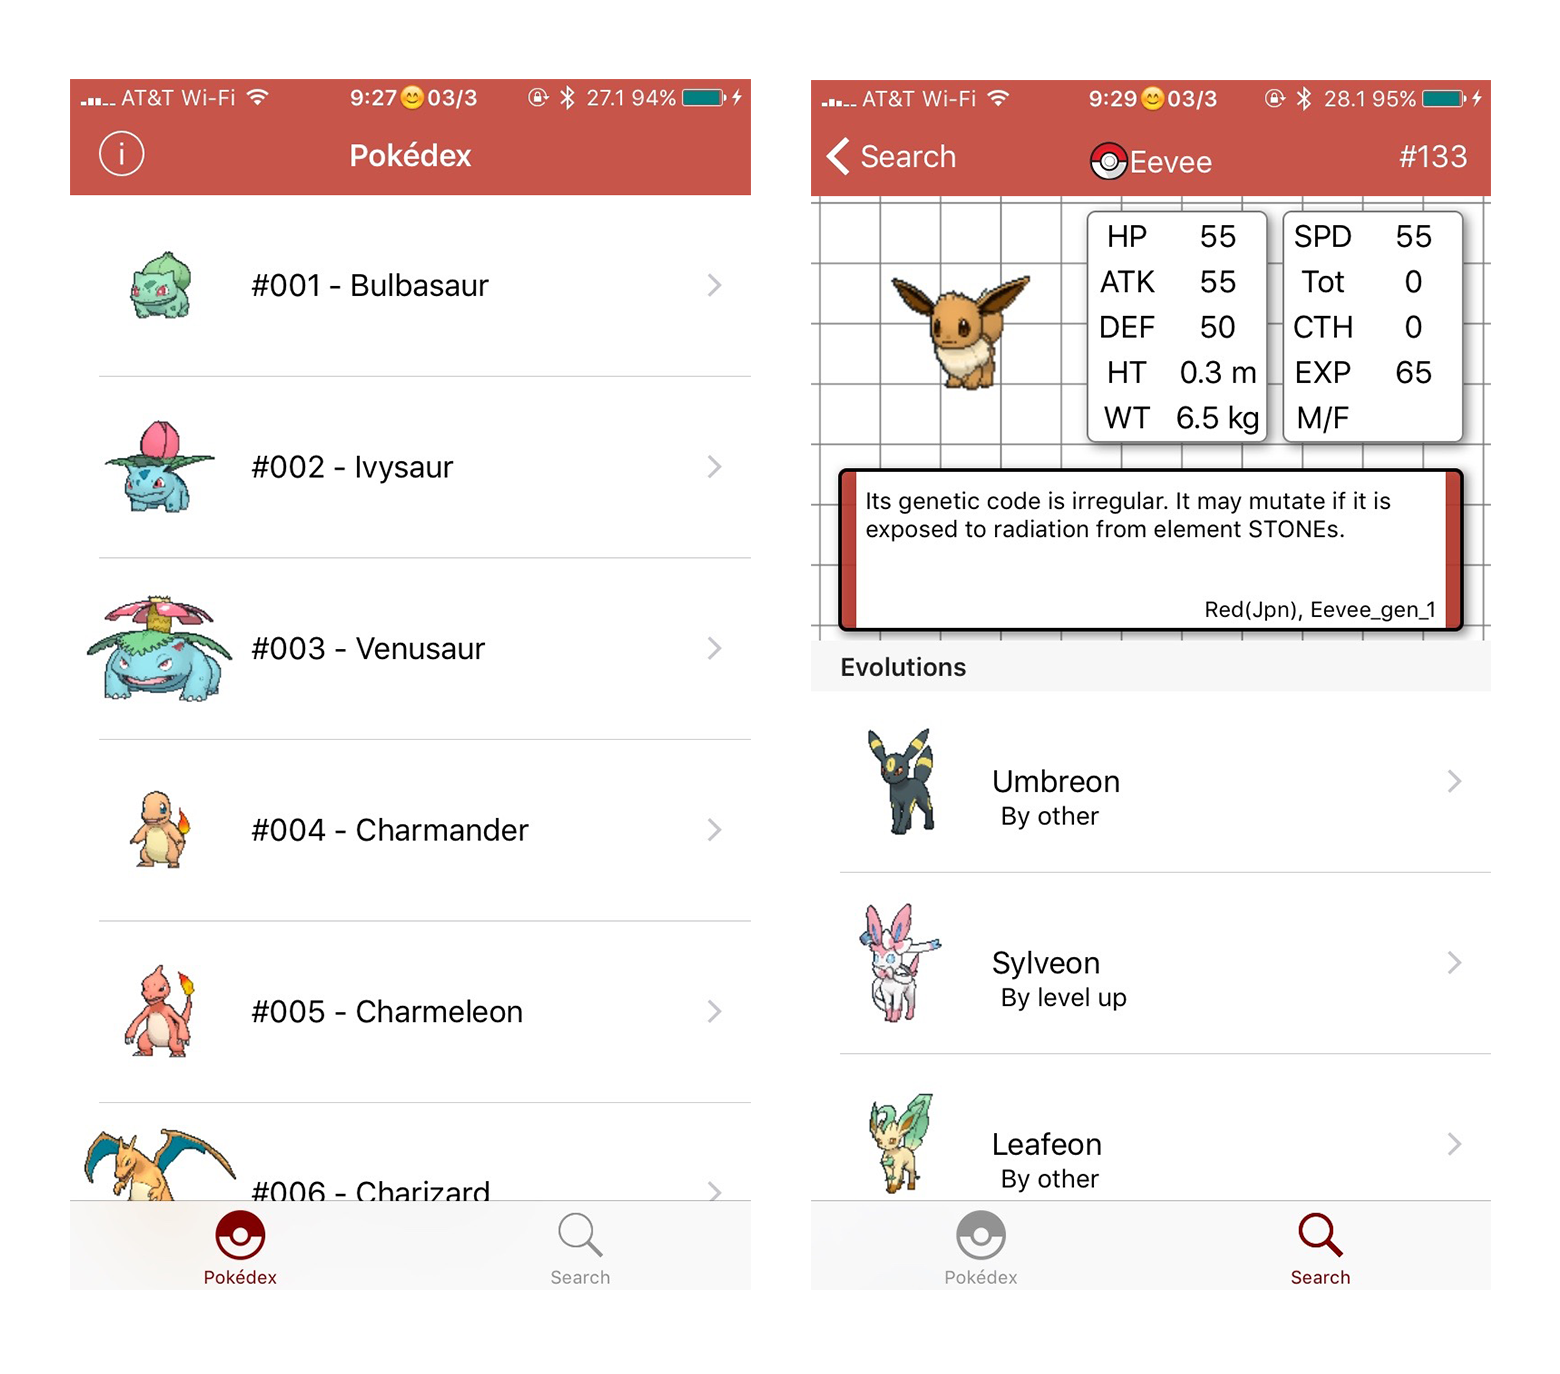 AT&T Wi-Fi 9:27😊03/3 27.1 94%
i Pokédex
#001 - Bulbasaur
#002 - Ivysaur
#003 - Venusaur
#004 - Charmander
#005 - Charmeleon
#006 - Charizard
Pokédex Search
AT&T Wi-Fi 9:29😊03/3 28.1 95%
Search Eevee #133
HP 55 SPD 55
ATK 55 Tot 0
DEF 50 CTH 0
HT 0.3 m EXP 65
WT 6.5 kg M/F
Its genetic code is irregular. It may mutate if it is
exposed to radiation from element STONEs.
Red(Jpn), Eevee_gen_1
Evolutions
Umbreon
By other
Sylveon
By level up
Leafeon
By other
Pokédex Search